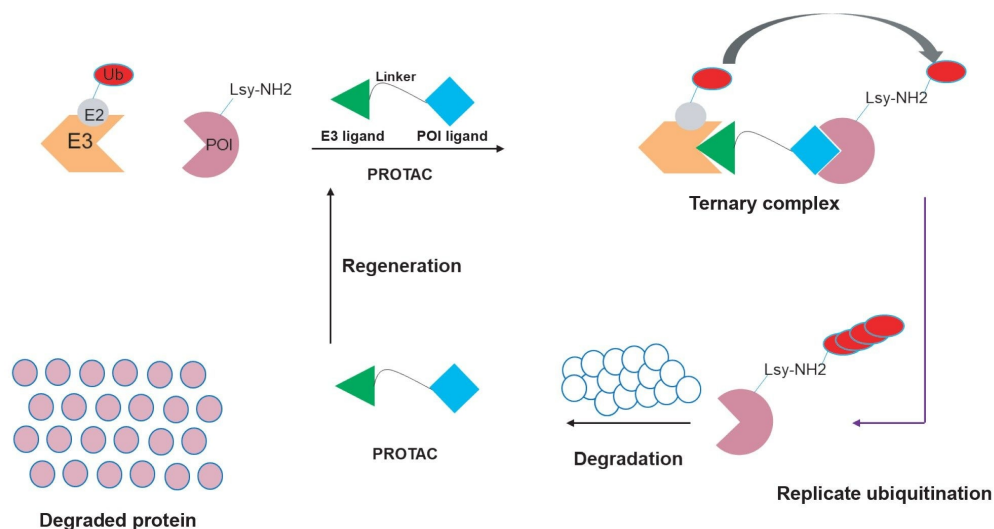 Ub
E2
E3
Lsy-NH2
POI
Linker
E3 ligand
POI ligand
PROTAC
Lsy-NH2
Ternary complex
Regeneration
Lsy-NH2
PROTAC
Degradation
Replicate ubiquitination
Degraded protein